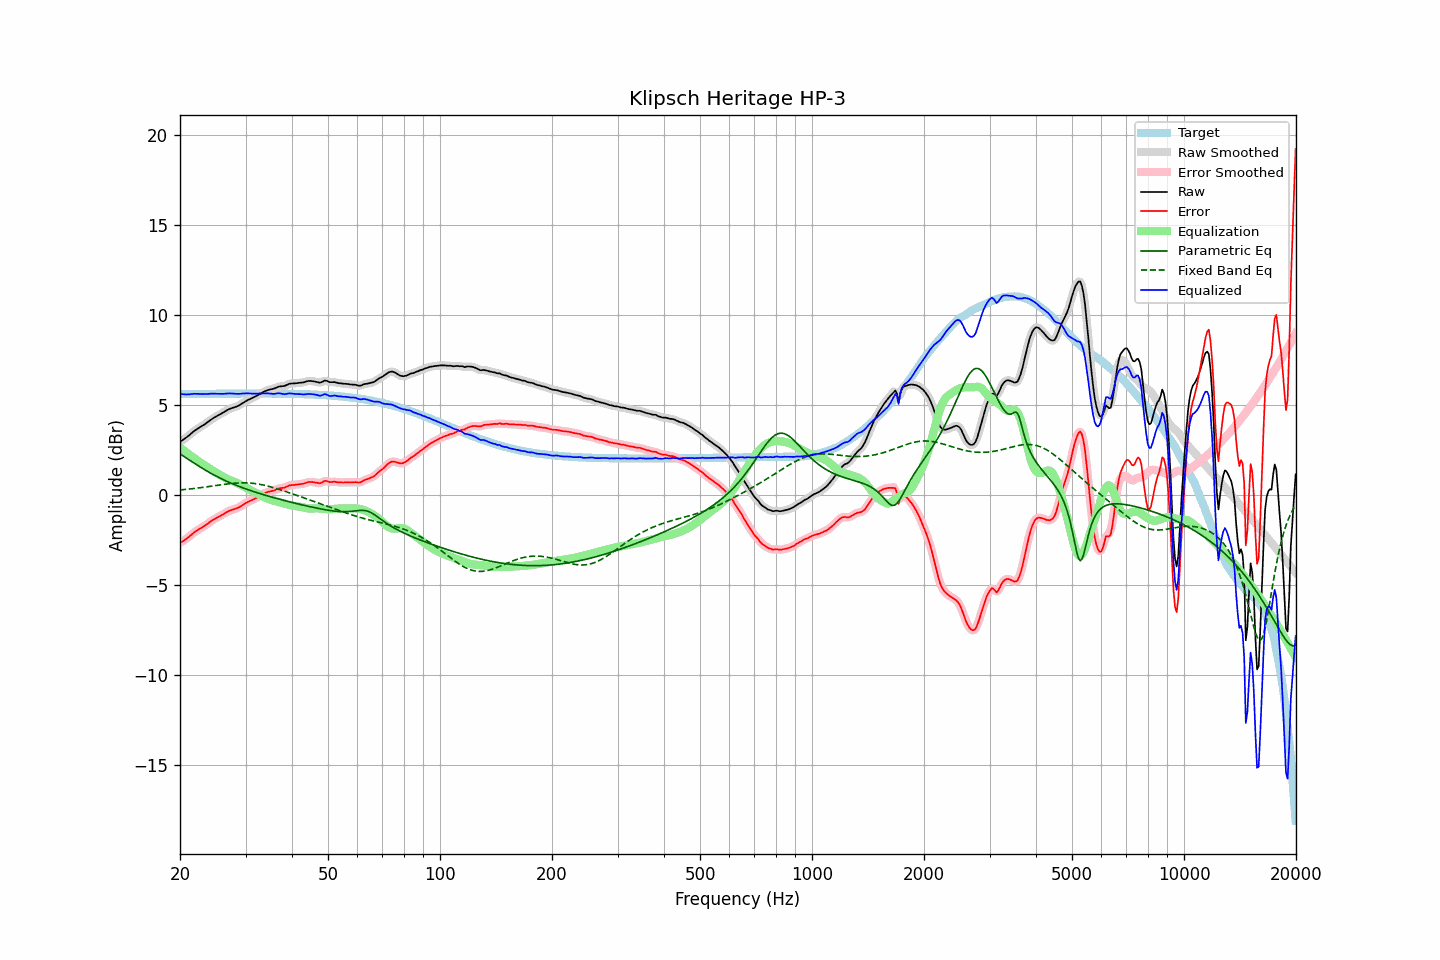 Klipsch Heritage HP-3
Amplitude (dBr)
20
15
10
5
0
−5
−10
−15
Target
Raw Smoothed
Error Smoothed
Raw
Error
Equalization
Parametric Eq
Fixed Band Eq
Equalized
20 50 100 200 500 1000 2000 5000 10000 20000
Frequency (Hz)